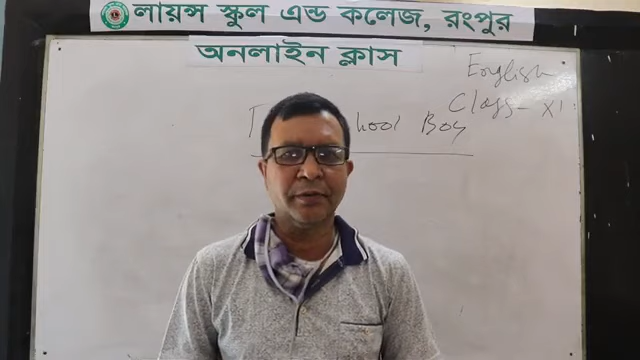 লায়ন্স স্কুল এন্ড কলেজ, রংপুর
অনলাইন ক্লাস
English
Class- XI
hool Boy